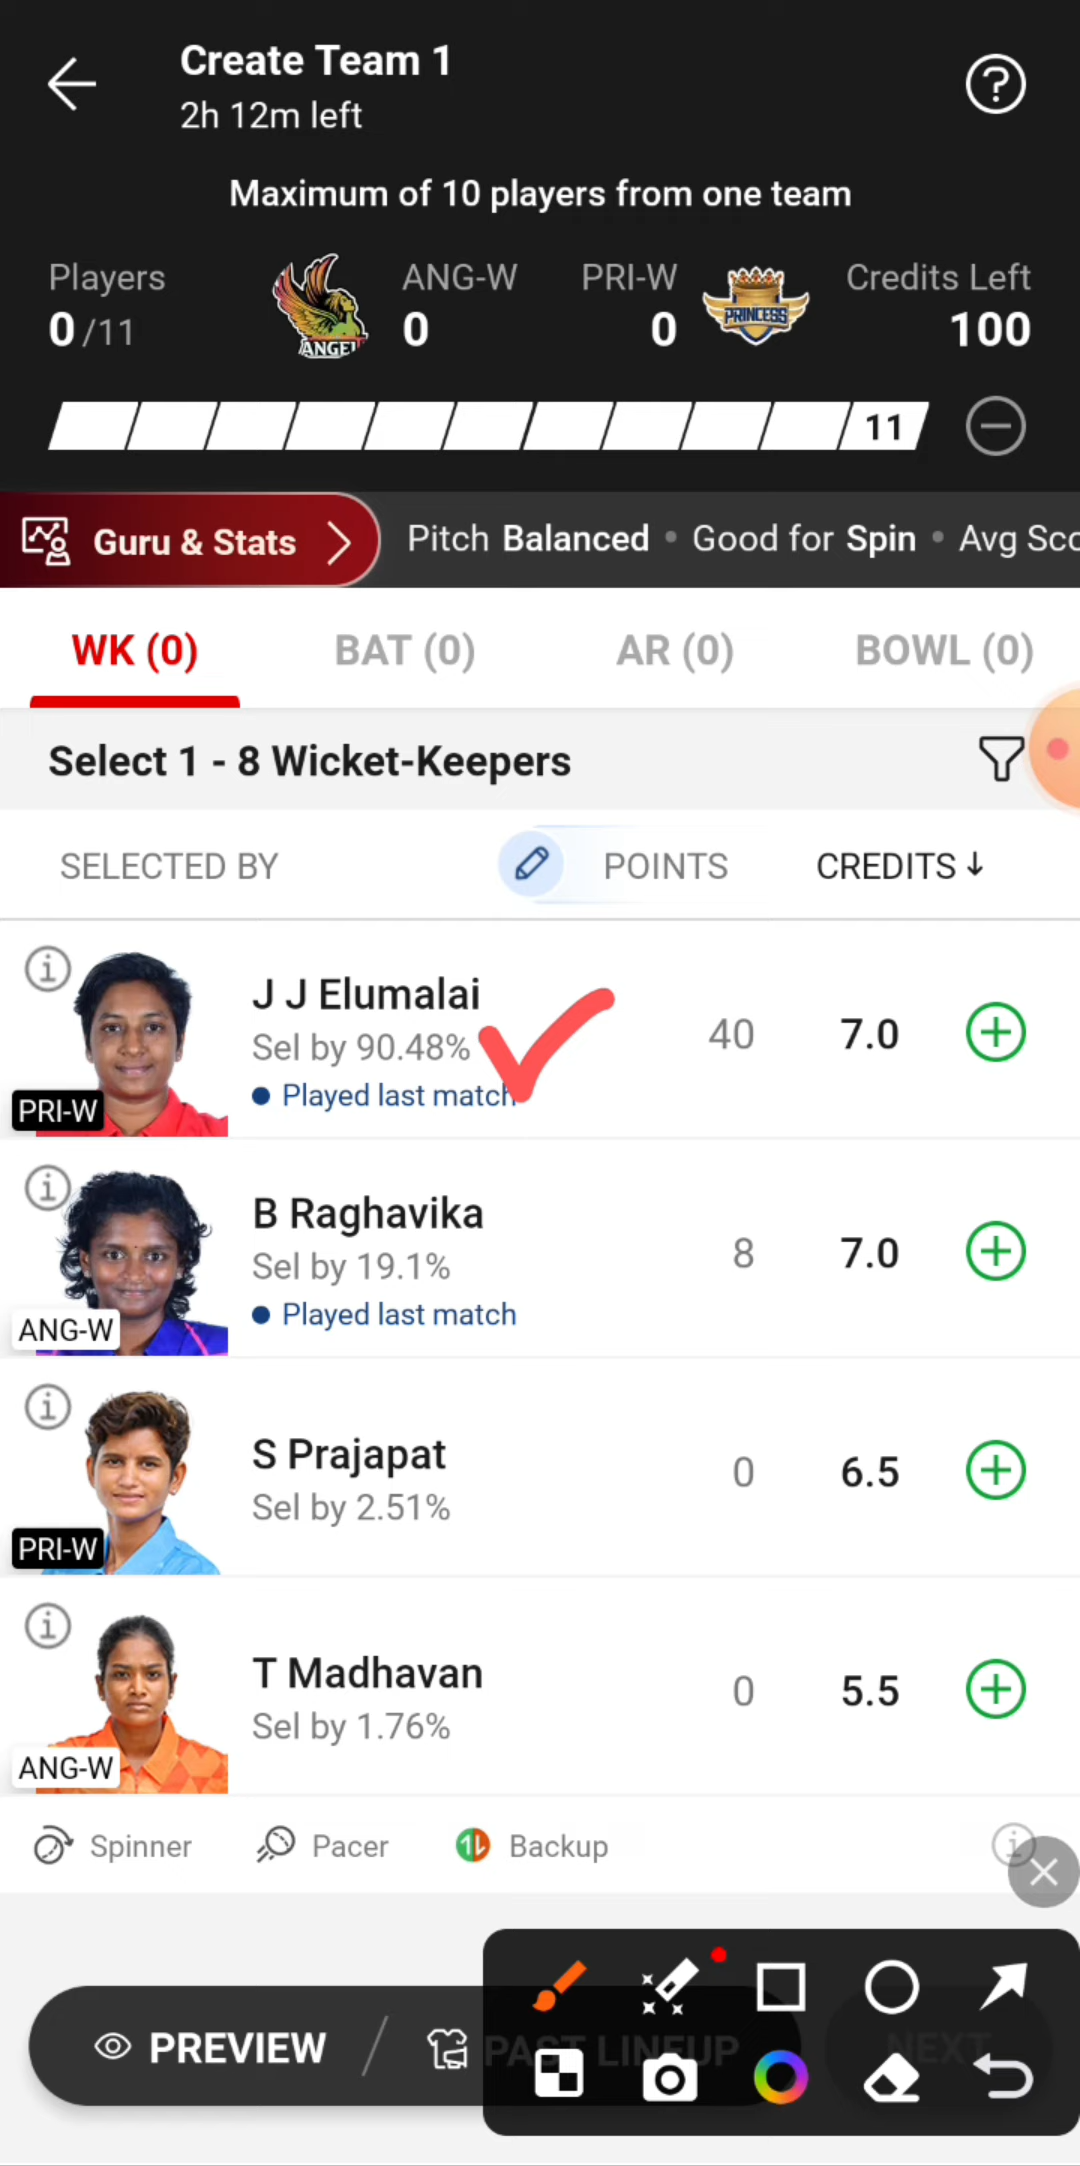 Create Team 1
2h 12m left
Maximum of 10 players from one team
Players
ANG-W
PRI-W
Credits Left
0/11
ANGEL
0
0
PRINCESS
100
11
Guru & Stats
Pitch Balanced • Good for Spin • Avg Sco
WK (0)
BAT (0)
AR (0)
BOWL (0)
Select 1 - 8 Wicket-Keepers
SELECTED BY
POINTS
CREDITS
J J Elumalai
Sel by 90.48%
40
7.0
Played last match
PRI-W
B Raghavika
Sel by 19.1%
8
7.0
Played last match
ANG-W
S Prajapat
Sel by 2.51%
0
6.5
PRI-W
T Madhavan
Sel by 1.76%
0
5.5
ANG-W
Spinner
Pacer
Backup
PREVIEW
PAST LINEUP
NEXT